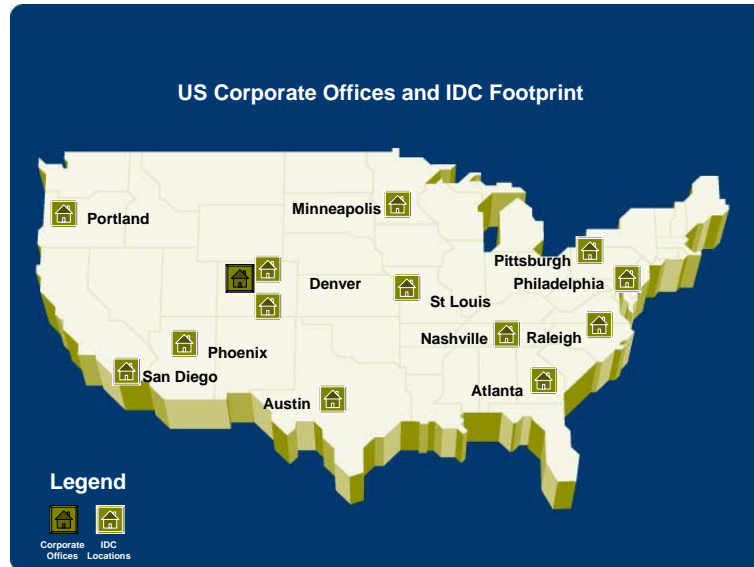 US Corporate Offices and IDC Footprint
Portland
Minneapolis
Pittsburgh
Philadelphia
Denver
St Louis
Nashville
Raleigh
Phoenix
San Diego
Atlanta
Austin
Legend
Corporate
Offices
IDC
Locations